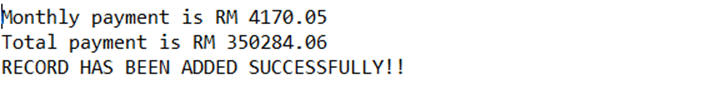 Monthly payment is RM 4170.05
Total payment is RM 350284.06
RECORD HAS BEEN ADDED SUCCESSFULLY!!